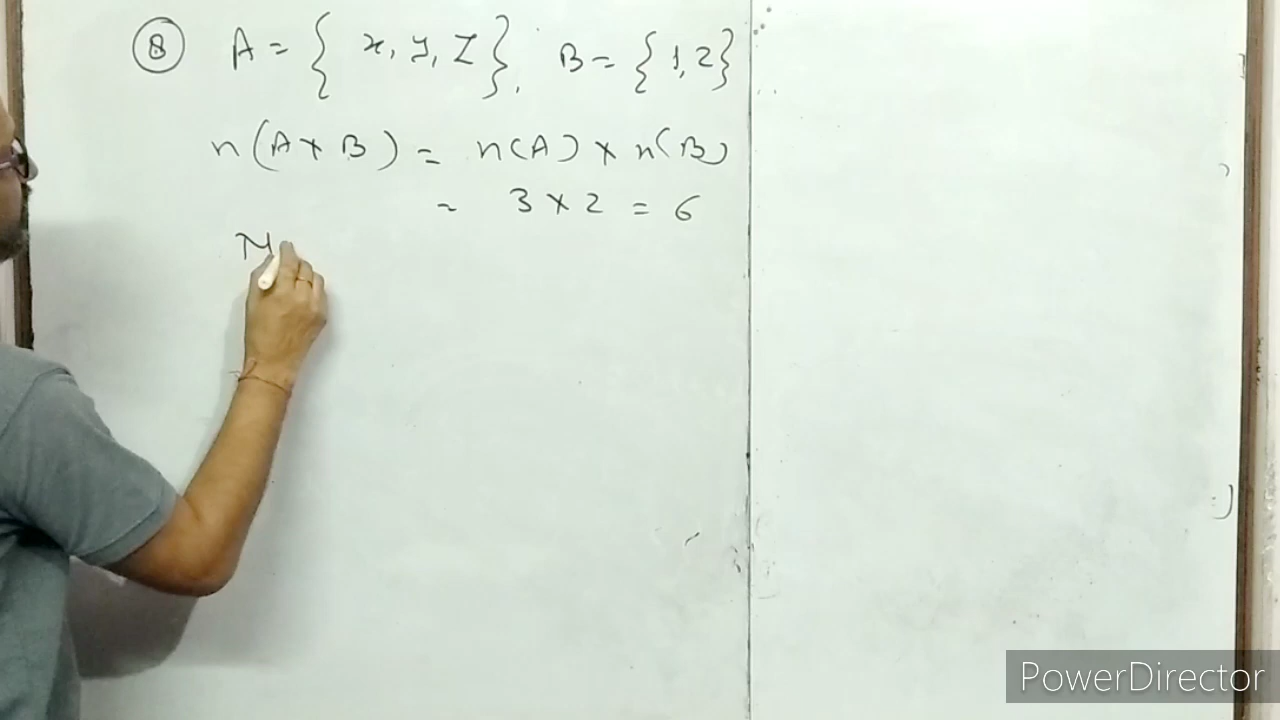 ⑧ A = { x, y, z }, B = { 1, 2 }
n(A × B) = n(A) × n(B)
= 3 × 2 = 6
N
PowerDirector